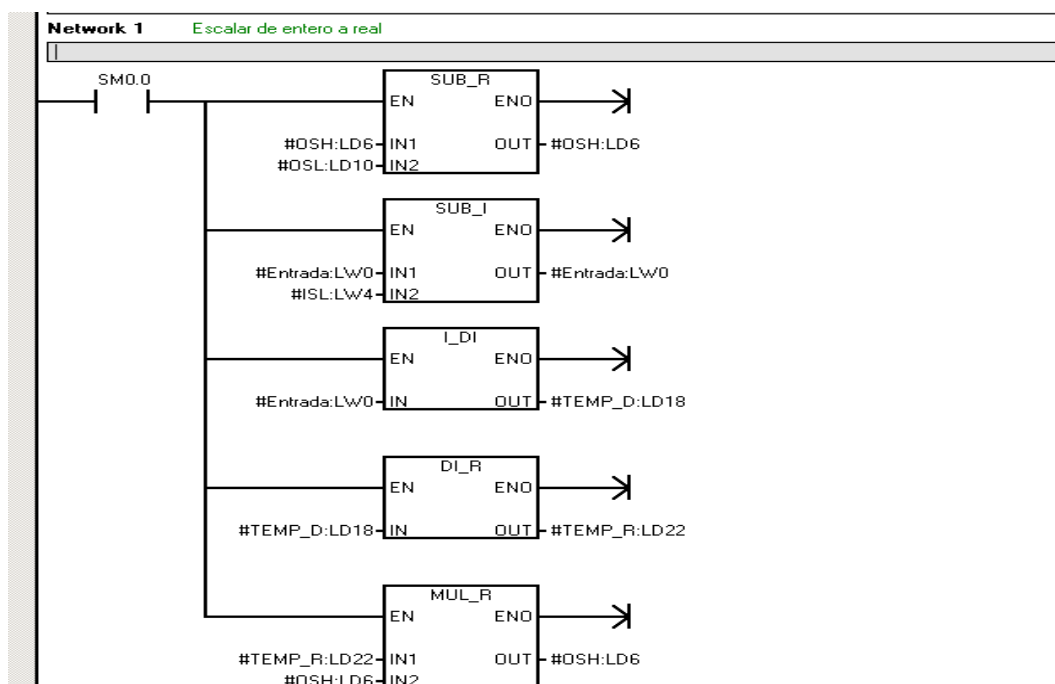 Network 1 Escalar de entero a real
SM0.0
SUB_R
EN ENO
#OSH:LD6 IN1 OUT #OSH:LD6
#OSL:LD10 IN2
SUB_I
EN ENO
#Entrada:LW0 IN1 OUT #Entrada:LW0
#ISL:LW4 IN2
I_DI
EN ENO
#Entrada:LW0 IN OUT #TEMP_D:LD18
DI_R
EN ENO
#TEMP_D:LD18 IN OUT #TEMP_R:LD22
MUL_R
EN ENO
#TEMP_R:LD22 IN1 OUT #OSH:LD6
#OSH:LD6 IN2